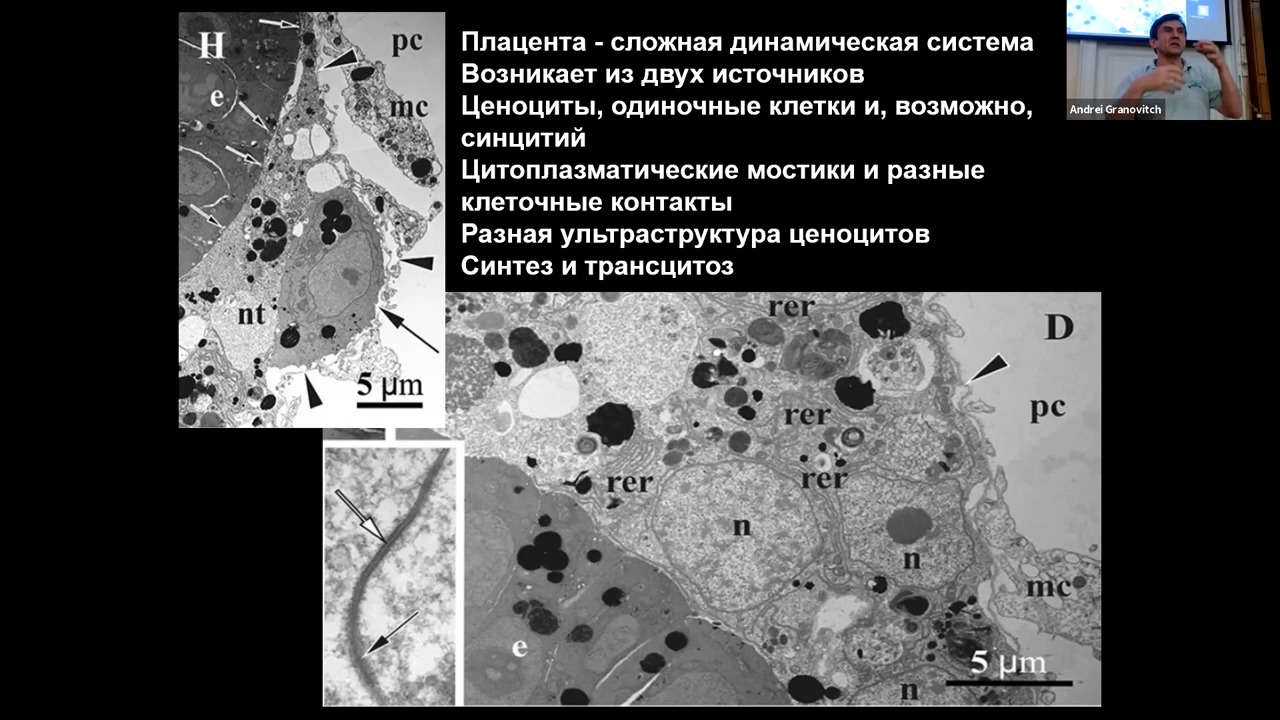 H
pc
e
mc
nt
5 µm
Плацента - сложная динамическая система
Возникает из двух источников
Ценоциты, одиночные клетки и, возможно,
синцитий
Цитоплазматические мостики и разные
клеточные контакты
Разная ультраструктура ценоцитов
Синтез и трансцитоз
Andrei Granovitch
rer
D
rer
pc
rer
rer
n
n
mc
e
5 µm
n